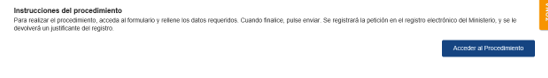 Instrucciones del procedimiento
Para realizar el procedimiento, acceda al formulario y rellene los datos requeridos. Cuando finalice, pulse enviar. Se registrará la petición en el registro electrónico del Ministerio, y se le
devolverá un justificante del registro.
Acceder al Procedimiento